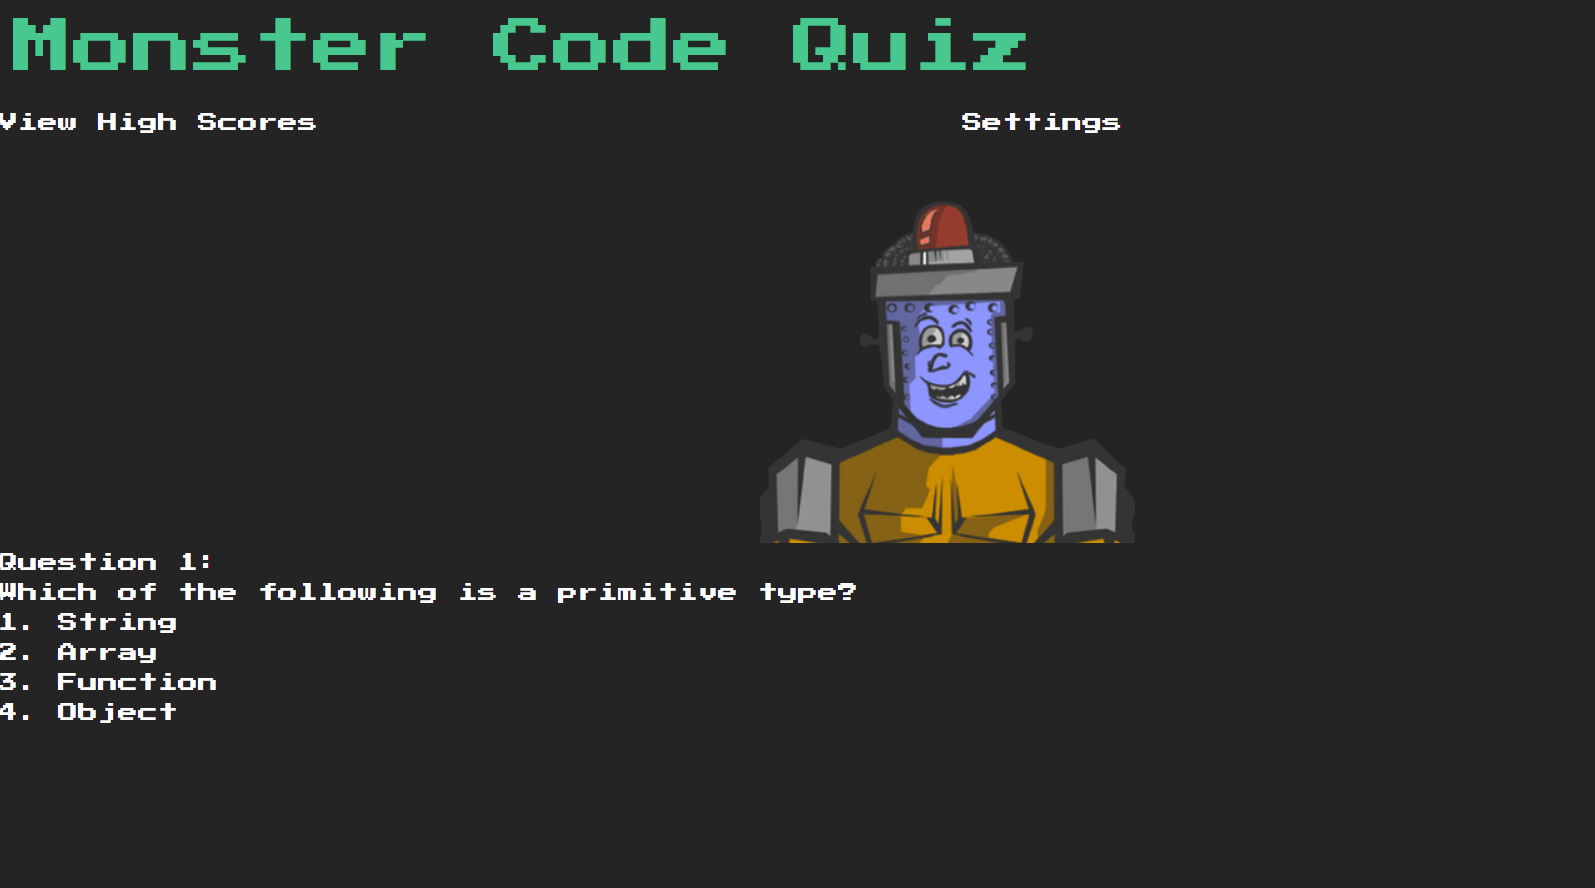 Monster Code Quiz
View High Scores Settings
Question 1:
Which of the following is a primitive type?
1. String
2. Array
3. Function
4. Object